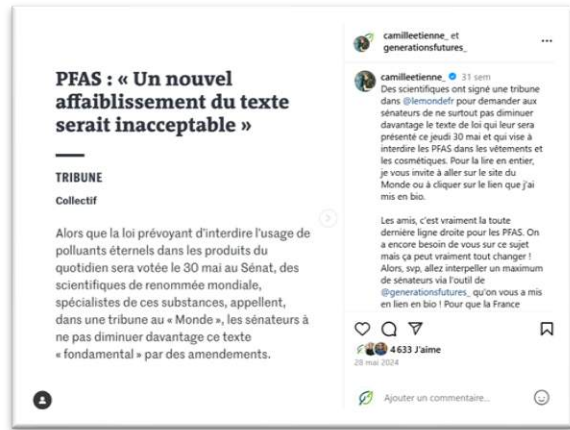 PFAS : « Un nouvel
affaiblissement du texte
serait inacceptable »
TRIBUNE
Collectif
Alors que la loi prévoyant d'interdire l'usage de
polluants éternels dans les produits du
quotidien sera votée le 30 mai au Sénat, des
scientifiques de renommée mondiale,
spécialistes de ces substances, appellent,
dans une tribune au « Monde », les sénateurs à
ne pas diminuer davantage ce texte
« fondamental » par des amendements.
camilleetienne_ et
generationsfutures_
camilleetienne_ 31 sem
Des scientifiques ont signé une tribune
dans @lemondefr pour demander aux
sénateurs de ne surtout pas diminuer
davantage le texte de loi qui leur sera
présenté ce jeudi 30 mai et qui vise à
interdire les PFAS dans les vêtements et
les cosmétiques. Pour la lire en entier,
je vous invite à aller sur le site du
Monde ou à cliquer sur le lien que j'ai
mis en bio.
Les amis, c'est vraiment la toute
dernière ligne droite pour les PFAS. On
a encore besoin de vous sur ce sujet
mais ça peut vraiment tout changer !
Alors, svp, allez interpeller un maximum
de sénateurs via l'outil de
@generationsfutures_ qu'on vous a mis
en lien en bio ! Pour que la France
4 633 J'aime
28 mai 2024
Ajouter un commentaire...